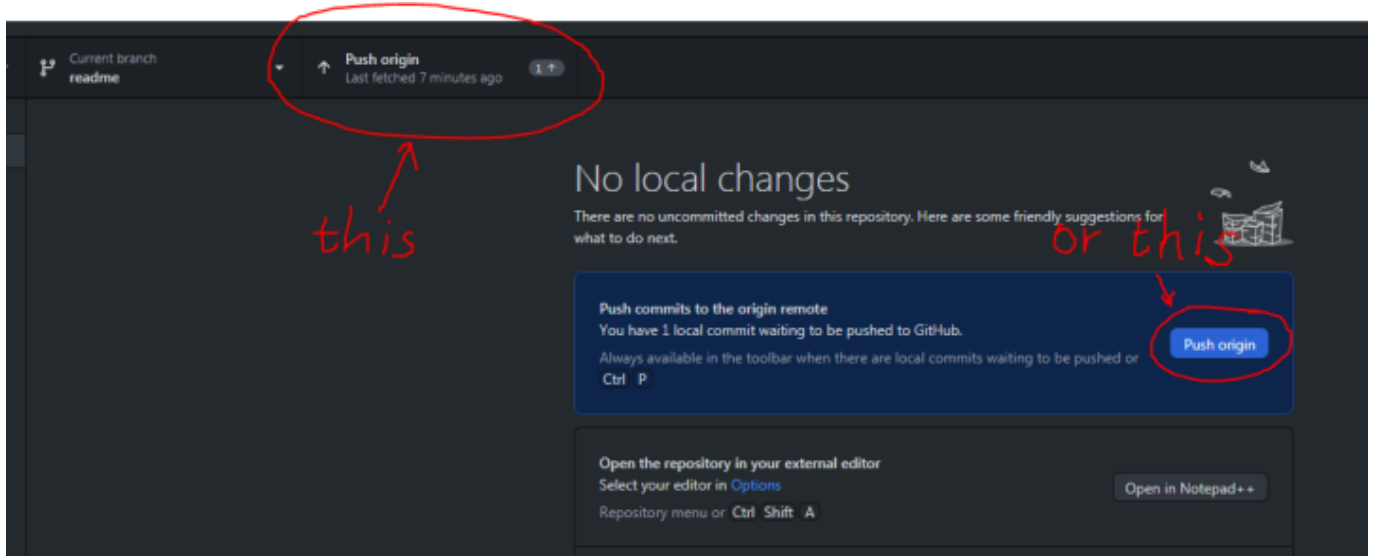 Current branch
readme
Push origin
Last fetched 7 minutes ago
1↑
this
No local changes
There are no uncommitted changes in this repository. Here are some friendly suggestions for
what to do next.
or this
Push commits to the origin remote
You have 1 local commit waiting to be pushed to GitHub.
Always available in the toolbar when there are local commits waiting to be pushed or
Ctrl P
Push origin
Open the repository in your external editor
Select your editor in Options
Repository menu or Ctrl Shift A
Open in Notepad++